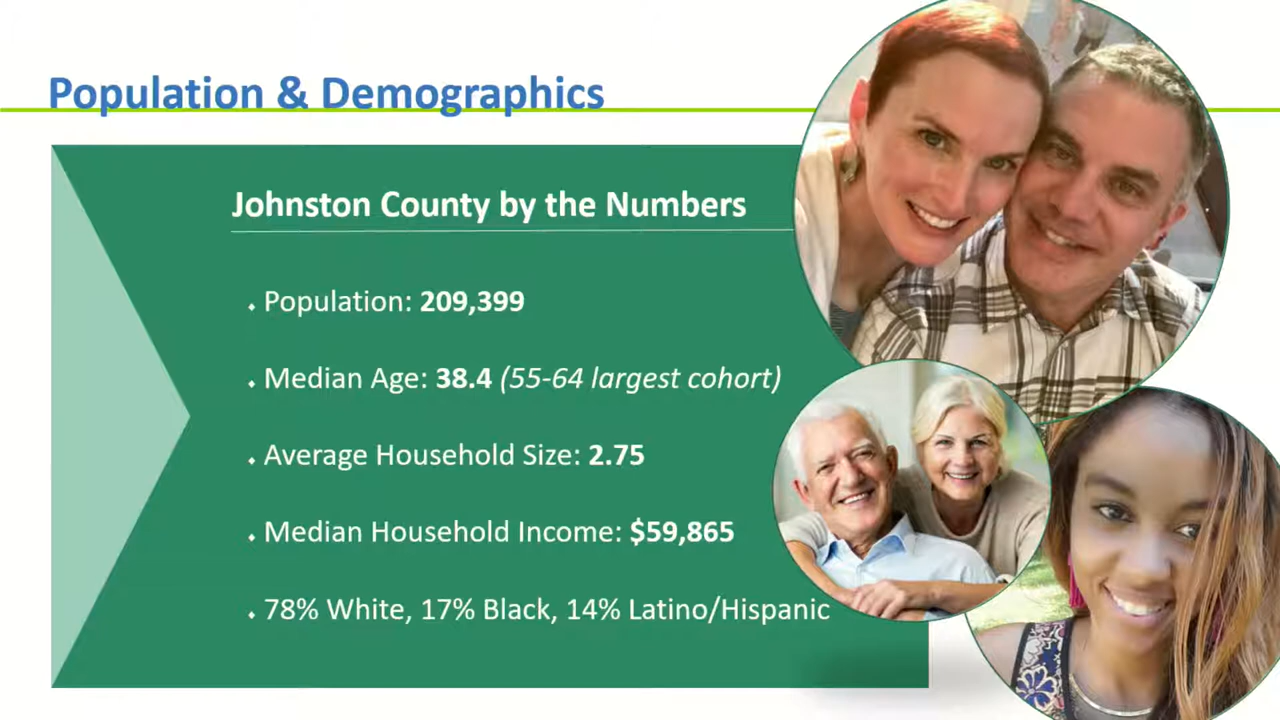 Population & Demographics
Johnston County by the Numbers
Population: 209,399
Median Age: 38.4 (55-64 largest cohort)
Average Household Size: 2.75
Median Household Income: $59,865
78% White, 17% Black, 14% Latino/Hispanic